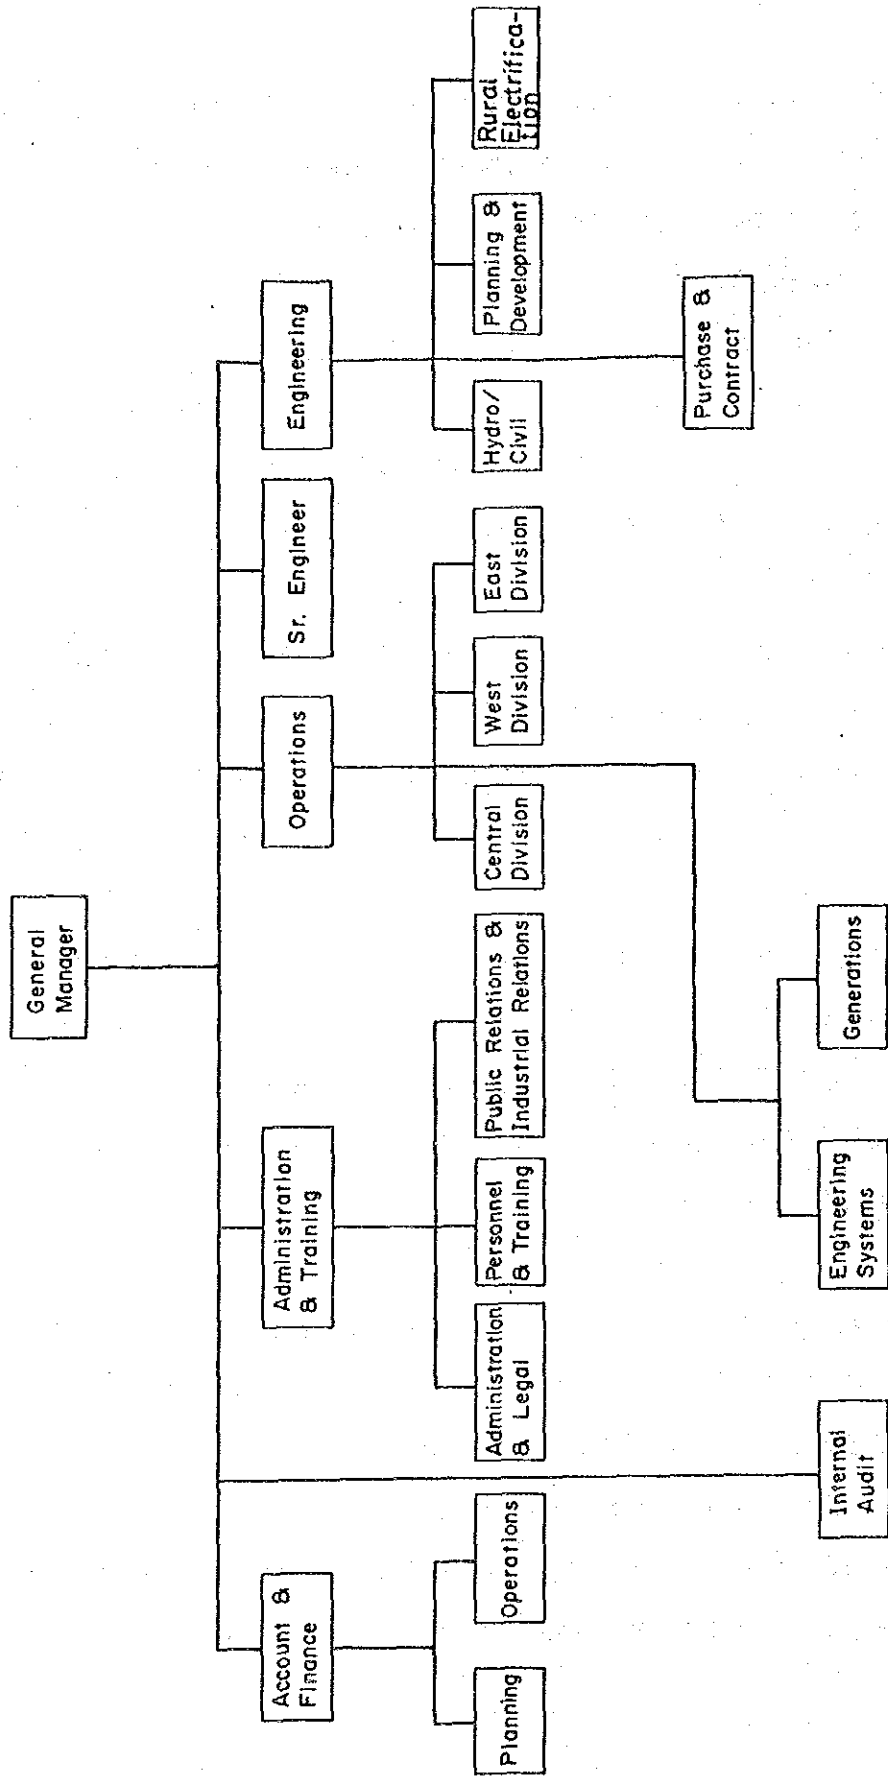 General
Manager
Account &
Finance
Administration
& Training
Operations
Sr. Engineer
Engineering
Planning
Operations
Administration
& Legal
Personnel
& Training
Public Relations &
Industrial Relations
Central
Division
West
Division
East
Division
Hydro/
Civil
Planning &
Development
Rural
Electrifica-
tion
Purchase &
Contract
Internal
Audit
Engineering
Systems
Generations